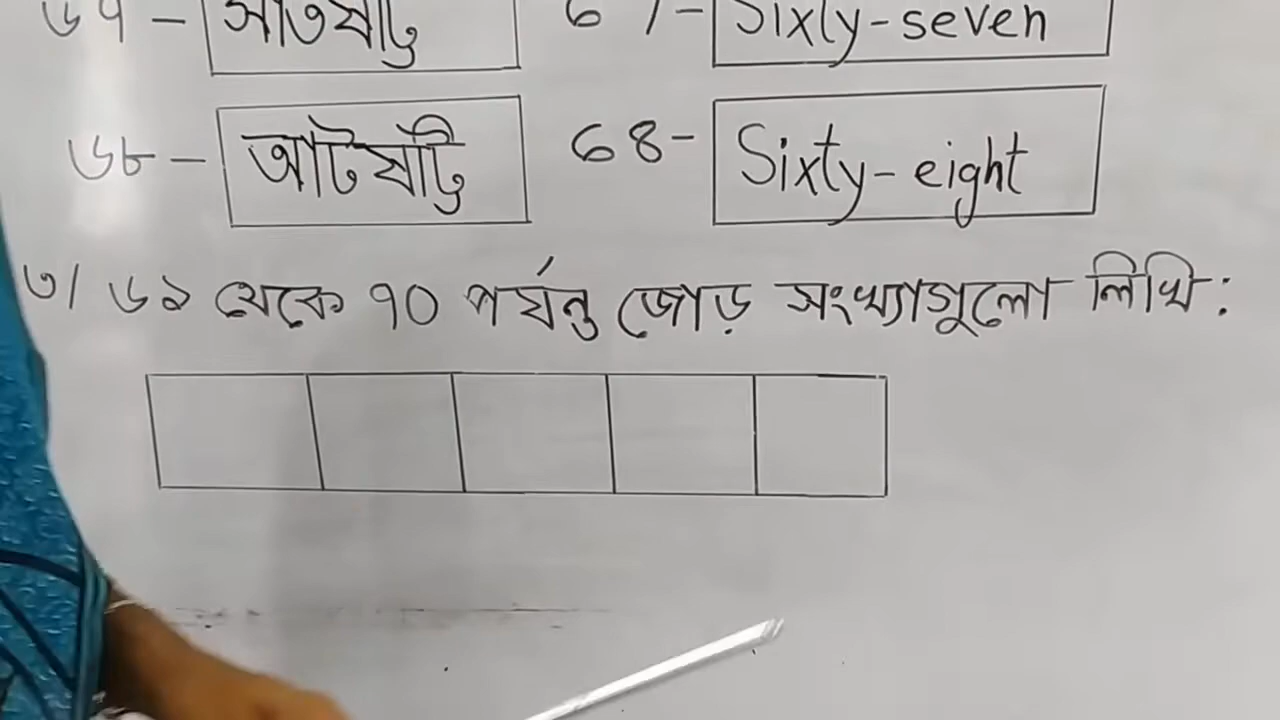 ৬৭ - সাতষট্টি 67- Sixty-seven
৬৮ - আটষট্টি 68- Sixty-eight
৩/ ৬১ থেকে ৭০ পর্যন্ত জোড় সংখ্যাগুলো লিখি: